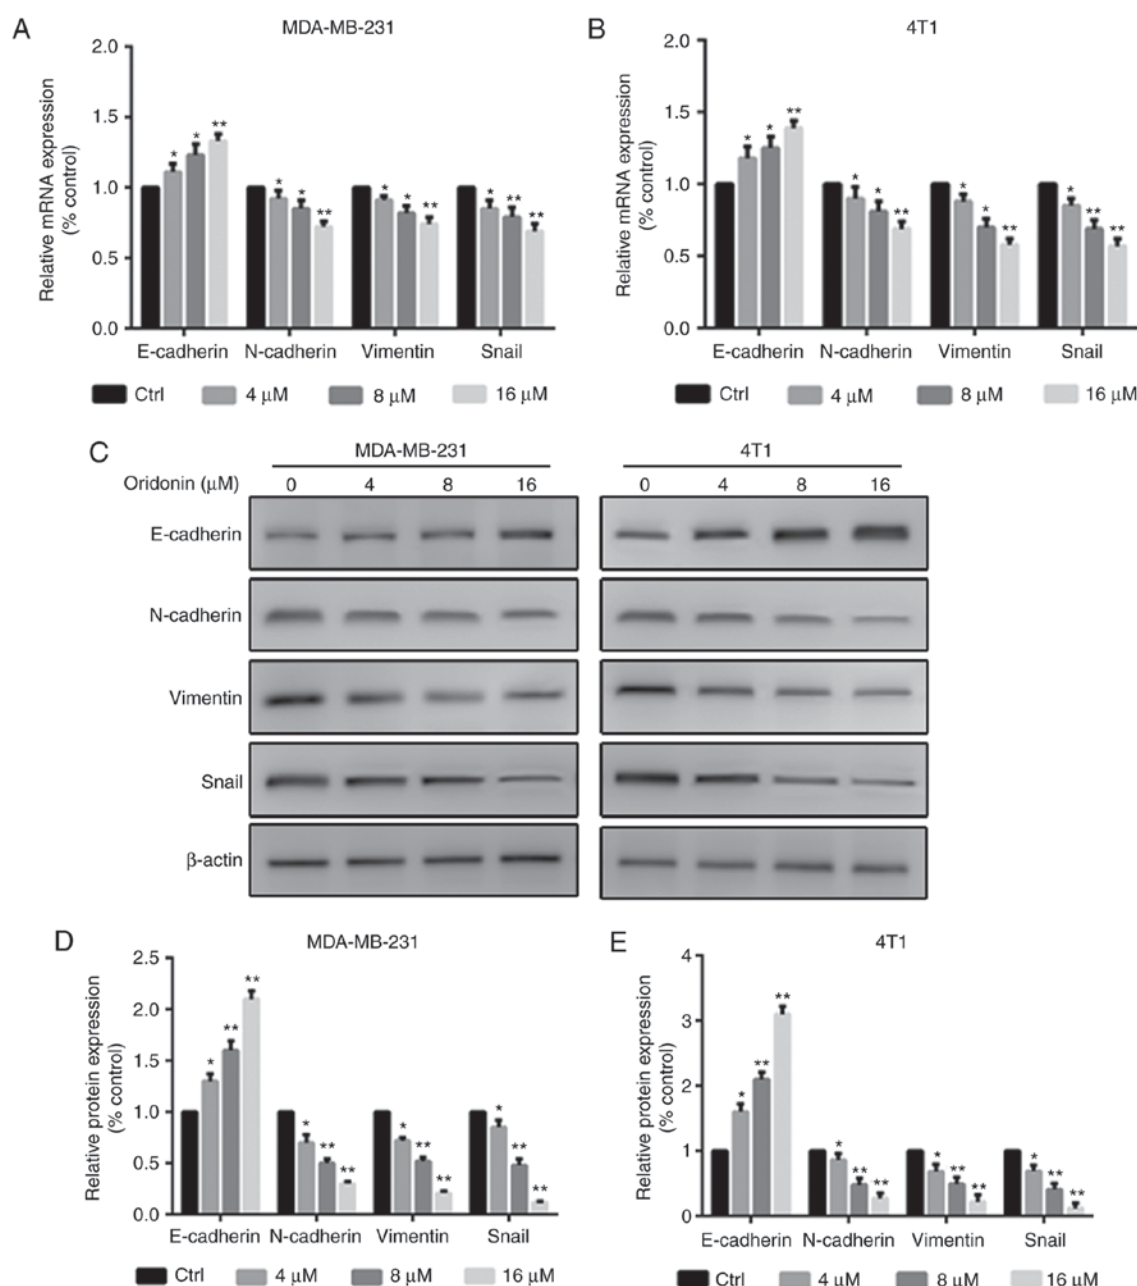 A
MDA-MB-231
Relative mRNA expression
(% control)
2.0
1.5
1.0
0.5
0.0
*
*
**
*
*
**
*
*
**
*
**
**
E-cadherin N-cadherin Vimentin Snail
Ctrl 4 µM 8 µM 16 µM
B
4T1
Relative mRNA expression
(% control)
2.0
1.5
1.0
0.5
0.0
*
*
**
*
*
**
*
*
**
*
**
**
E-cadherin N-cadherin Vimentin Snail
Ctrl 4 µM 8 µM 16 µM
C
MDA-MB-231 4T1
Oridonin (µM) 0 4 8 16 0 4 8 16
E-cadherin
N-cadherin
Vimentin
Snail
β-actin
D
MDA-MB-231
Relative protein expression
(% control)
2.5
2.0
1.5
1.0
0.5
0.0
*
**
**
*
**
**
*
**
**
*
**
**
E-cadherin N-cadherin Vimentin Snail
Ctrl 4 µM 8 µM 16 µM
E
4T1
Relative protein expression
(% control)
4
3
2
1
0
*
**
**
*
**
**
*
**
**
*
**
**
E-cadherin N-cadherin Vimentin Snail
Ctrl 4 µM 8 µM 16 µM